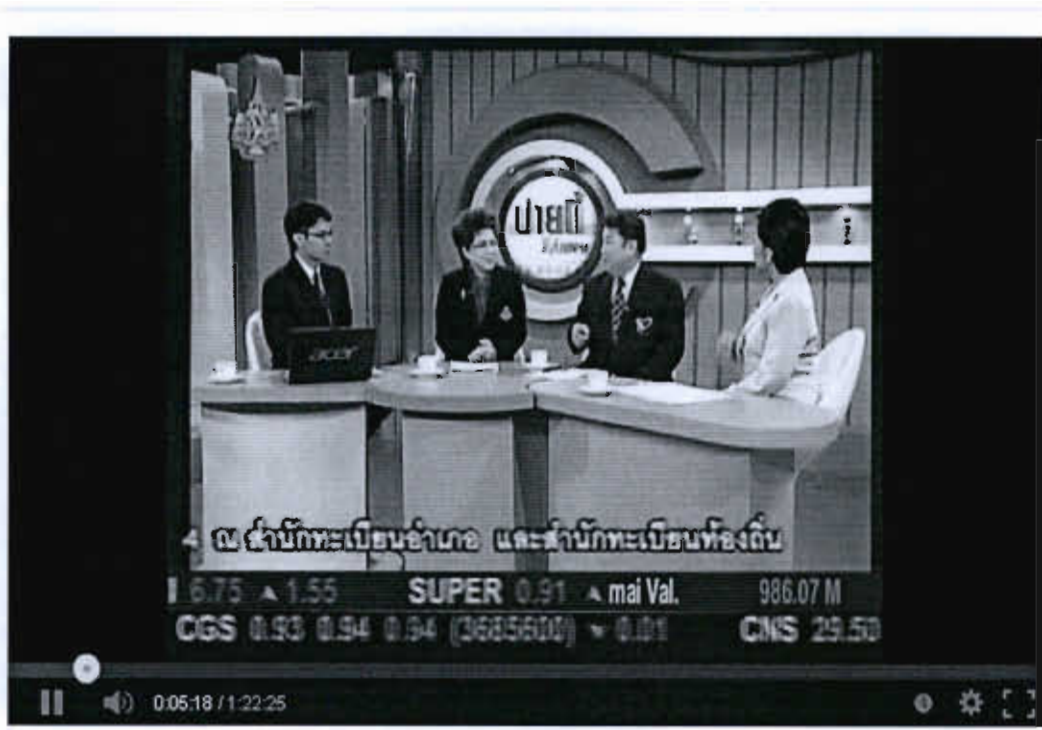 บ่ายนี้
acer
4 ณ สำนักทะเบียนอำเภอ และสำนักทะเบียนท้องถิ่น
6.75 ▲ 1.55 SUPER 0.91 ▲ mai Val. 986.07 M
CGS 0.93 0.94 0.94 (3685600) ▼ 0.01 CNS 29.50
0:05:18 / 1:22:25